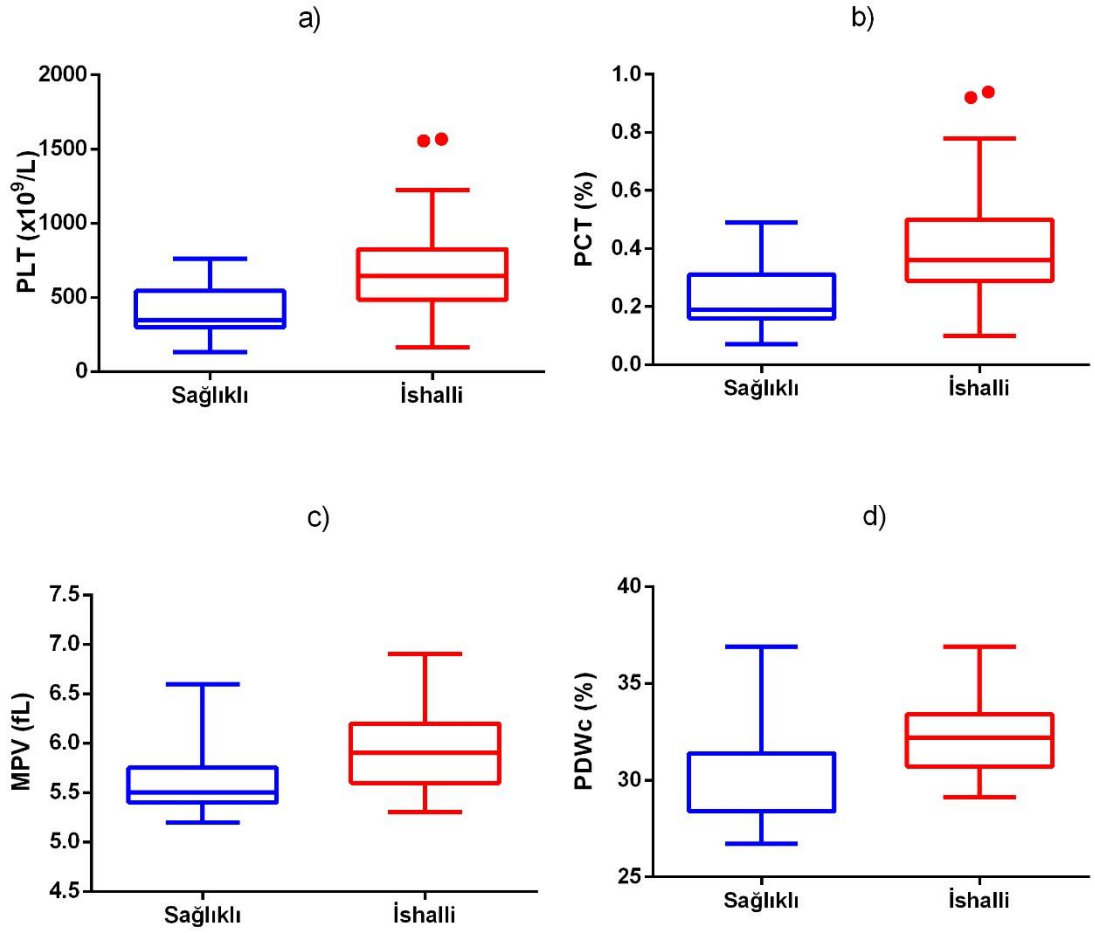 a)
PLT (x10⁹/L)
2000
1500
1000
500
0
Sağlıklı
İshalli
b)
PCT (%)
1.0
0.8
0.6
0.4
0.2
0.0
Sağlıklı
İshalli
c)
MPV (fL)
7.5
7.0
6.5
6.0
5.5
5.0
4.5
Sağlıklı
İshalli
d)
PDWc (%)
40
35
30
25
Sağlıklı
İshalli